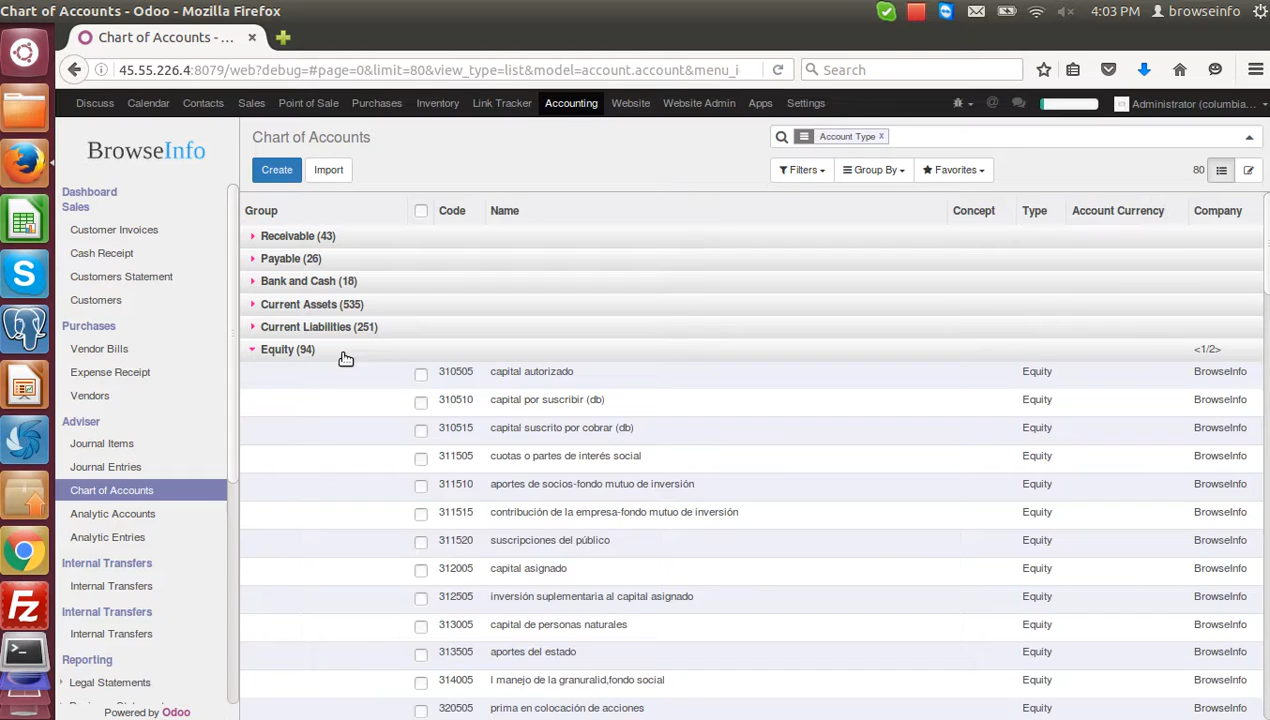 Chart of Accounts - Odoo - Mozilla Firefox
4:03 PM browseinfo
Chart of Accounts - ... ×
45.55.226.4:8079/web?debug=#page=0&limit=80&view_type=list&model=account.account&menu_i
Search
Discuss Calendar Contacts Sales Point of Sale Purchases Inventory Link Tracker Accounting Website Website Admin Apps Settings @ Administrator (columbia...
BrowseInfo
Dashboard
Sales
Customer Invoices
Cash Receipt
Customers Statement
Customers
Purchases
Vendor Bills
Expense Receipt
Vendors
Adviser
Journal Items
Journal Entries
Chart of Accounts
Analytic Accounts
Analytic Entries
Internal Transfers
Internal Transfers
Internal Transfers
Internal Transfers
Reporting
Legal Statements
Powered by Odoo
Chart of Accounts
Account Type x
Create Import
Filters Group By Favorites 80
Group Code Name Concept Type Account Currency Company
Receivable (43)
Payable (26)
Bank and Cash (18)
Current Assets (535)
Current Liabilities (251)
Equity (94) <1/2>
310505 capital autorizado Equity BrowseInfo
310510 capital por suscribir (db) Equity BrowseInfo
310515 capital suscrito por cobrar (db) Equity BrowseInfo
311505 cuotas o partes de interés social Equity BrowseInfo
311510 aportes de socios-fondo mutuo de inversión Equity BrowseInfo
311515 contribución de la empresa-fondo mutuo de inversión Equity BrowseInfo
311520 suscripciones del público Equity BrowseInfo
312005 capital asignado Equity BrowseInfo
312505 inversión suplementaria al capital asignado Equity BrowseInfo
313005 capital de personas naturales Equity BrowseInfo
313505 aportes del estado Equity BrowseInfo
314005 l manejo de la granuralid,fondo social Equity BrowseInfo
320505 prima en colocación de acciones Equity BrowseInfo